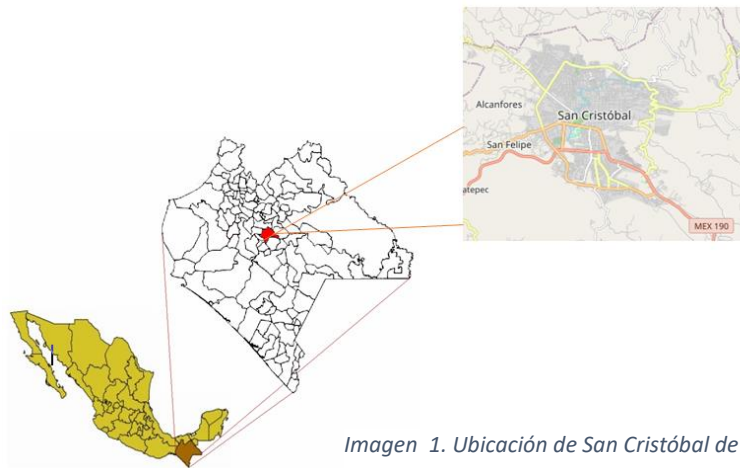 Alcanfores
San Cristóbal
San Felipe
atepec
MEX 190
Imagen 1. Ubicación de San Cristóbal de